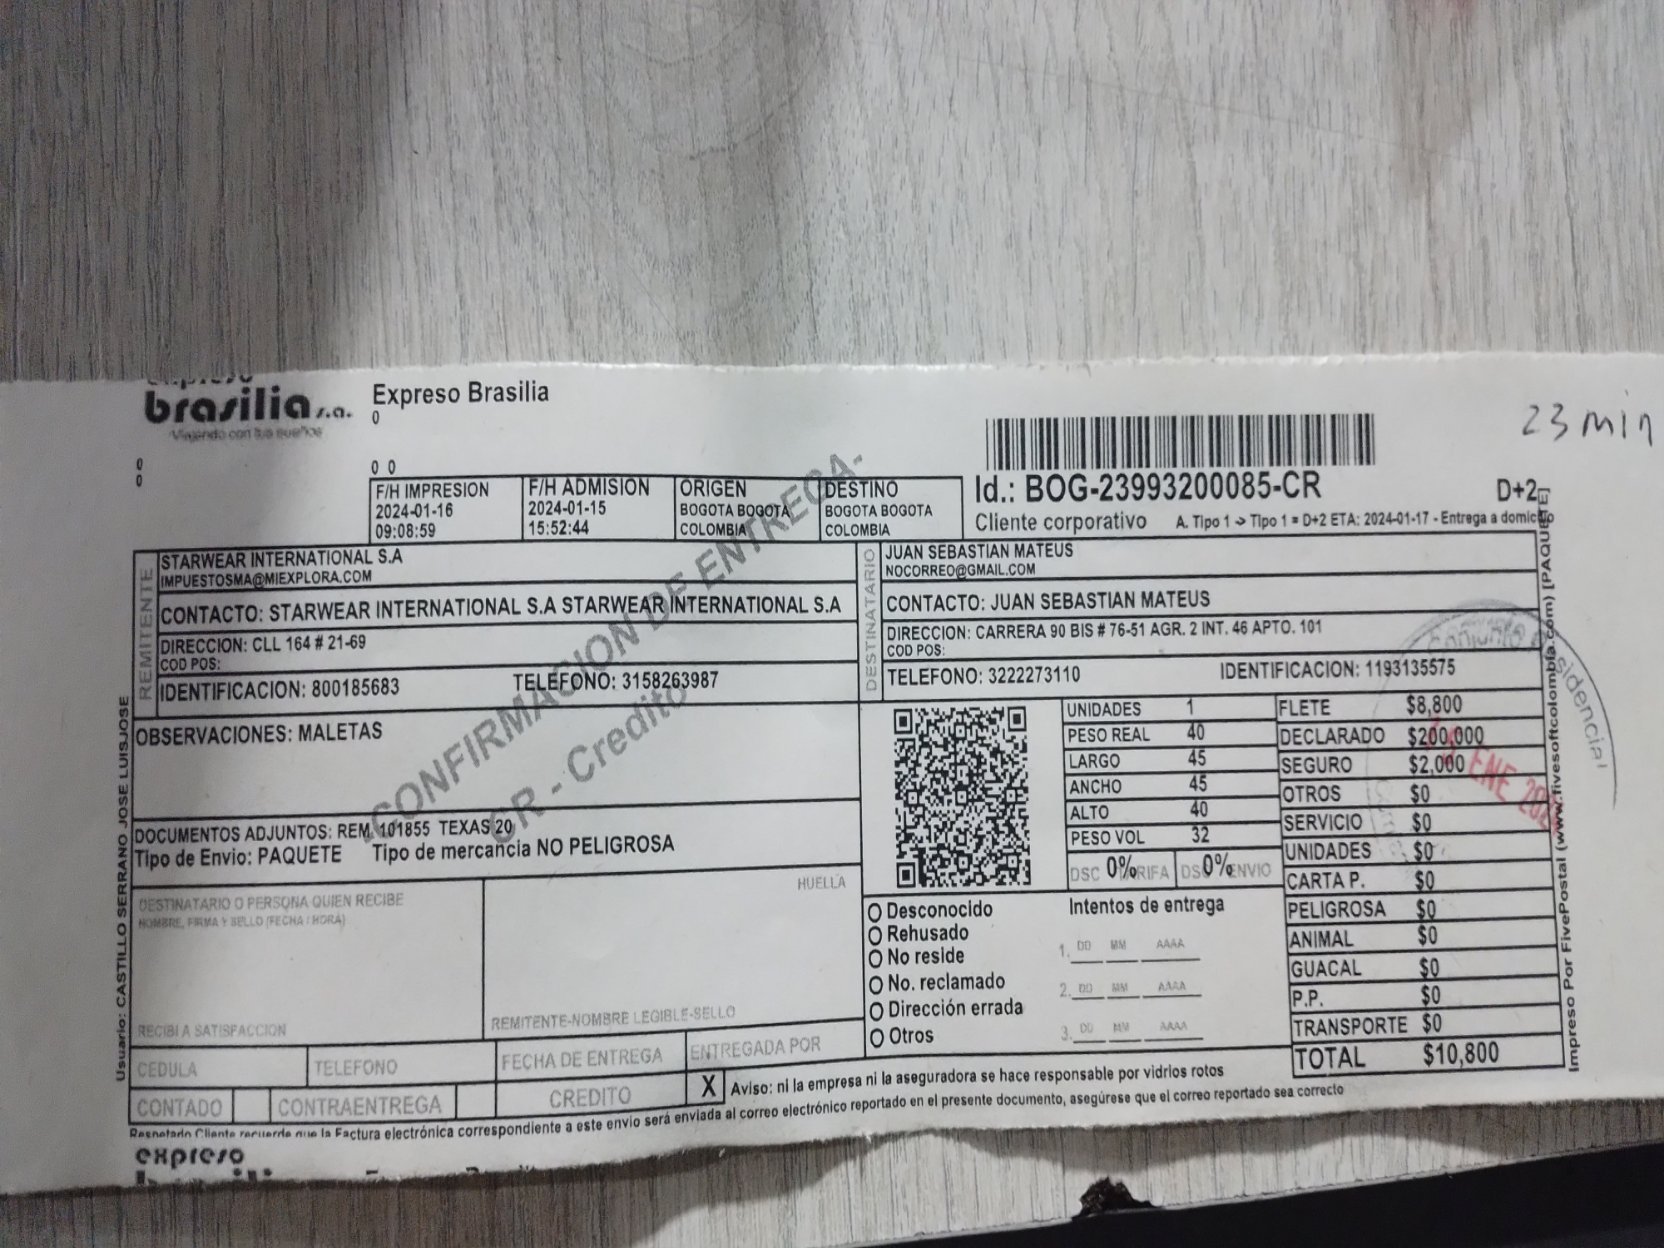 brasilia s.a.
Viajando con tus sueños
Expreso Brasilia
0
0
0
0 0
23 min
F/H IMPRESION
2024-01-16
09:08:59
F/H ADMISION
2024-01-15
15:52:44
ORIGEN
BOGOTA BOGOTA
COLOMBIA
DESTINO
BOGOTA BOGOTA
COLOMBIA
Id.: BOG-23993200085-CR
D+2
Cliente corporativo A. Tipo 1 -> Tipo 1 = D+2 ETA: 2024-01-17 - Entrega a domicilio
REMITENTE
STARWEAR INTERNATIONAL S.A
IMPUESTOSMA@MIEXPLORA.COM
CONTACTO: STARWEAR INTERNATIONAL S.A STARWEAR INTERNATIONAL S.A
DIRECCION: CLL 164 # 21-69
COD POS:
IDENTIFICACION: 800185683 TELEFONO: 3158263987
DESTINATARIO
JUAN SEBASTIAN MATEUS
NOCORREO@GMAIL.COM
CONTACTO: JUAN SEBASTIAN MATEUS
DIRECCION: CARRERA 90 BIS # 76-51 AGR. 2 INT. 46 APTO. 101
COD POS:
TELEFONO: 3222273110 IDENTIFICACION: 1193135575
CONFIRMACION DE ENTREGA-
CR - Credito
OBSERVACIONES: MALETAS
DOCUMENTOS ADJUNTOS: REM 101855 TEXAS 20
Tipo de Envio: PAQUETE Tipo de mercancia NO PELIGROSA
UNIDADES 1
PESO REAL 40
LARGO 45
ANCHO 45
ALTO 40
PESO VOL 32
DSC 0% TARIFA DSC 0% ENVIO
FLETE $8,800
DECLARADO $200,000
SEGURO $2,000
OTROS $0
SERVICIO $0
UNIDADES $0
CARTA P. $0
PELIGROSA $0
ANIMAL $0
GUACAL $0
P.P. $0
TRANSPORTE $0
TOTAL $10,800
Conjunto Residencial
ENE
DESTINATARIO O PERSONA QUIEN RECIBE
NOMBRE, FIRMA Y SELLO (FECHA / HORA)
RECIBI A SATISFACCION
HUELLA
REMITENTE-NOMBRE LEGIBLE-SELLO
Desconocido
Rehusado
No reside
No. reclamado
Dirección errada
Otros
Intentos de entrega
1. DD MM AAAA
2. DD MM AAAA
3. DD MM AAAA
CEDULA
TELEFONO
FECHA DE ENTREGA
ENTREGADA POR
CONTADO
CONTRAENTREGA
CREDITO X
Aviso: ni la empresa ni la aseguradora se hace responsable por vidrios rotos
Respetado Cliente recuerde que la Factura electrónica correspondiente a este envio será enviada al correo electrónico reportado en el presente documento, asegúrese que el correo reportado sea correcto
Usuario: CASTILLO SERRANO JOSE LUISJOSE
Impreso Por FivePostal (www.fivesoftcolombia.com) [PAQUETE]
expreso